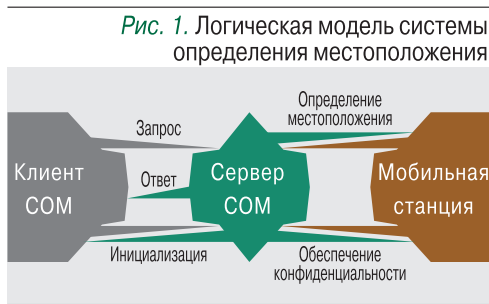 Рис. 1. Логическая модель системы
определения местоположения
Определение
местоположения
Запрос
Клиент
СОМ
Ответ
Сервер
СОМ
Мобильная
станция
Инициализация
Обеспечение
конфиденциальности